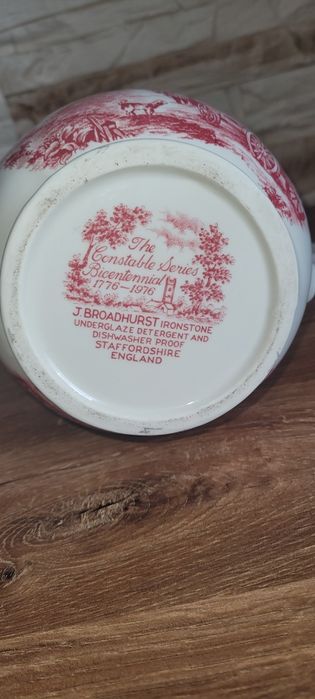 The
Constable Series
Bicentennial
1776-1976
J. BROADHURST IRONSTONE
UNDERGLAZE DETERGENT AND
DISHWASHER PROOF
STAFFORDSHIRE
ENGLAND